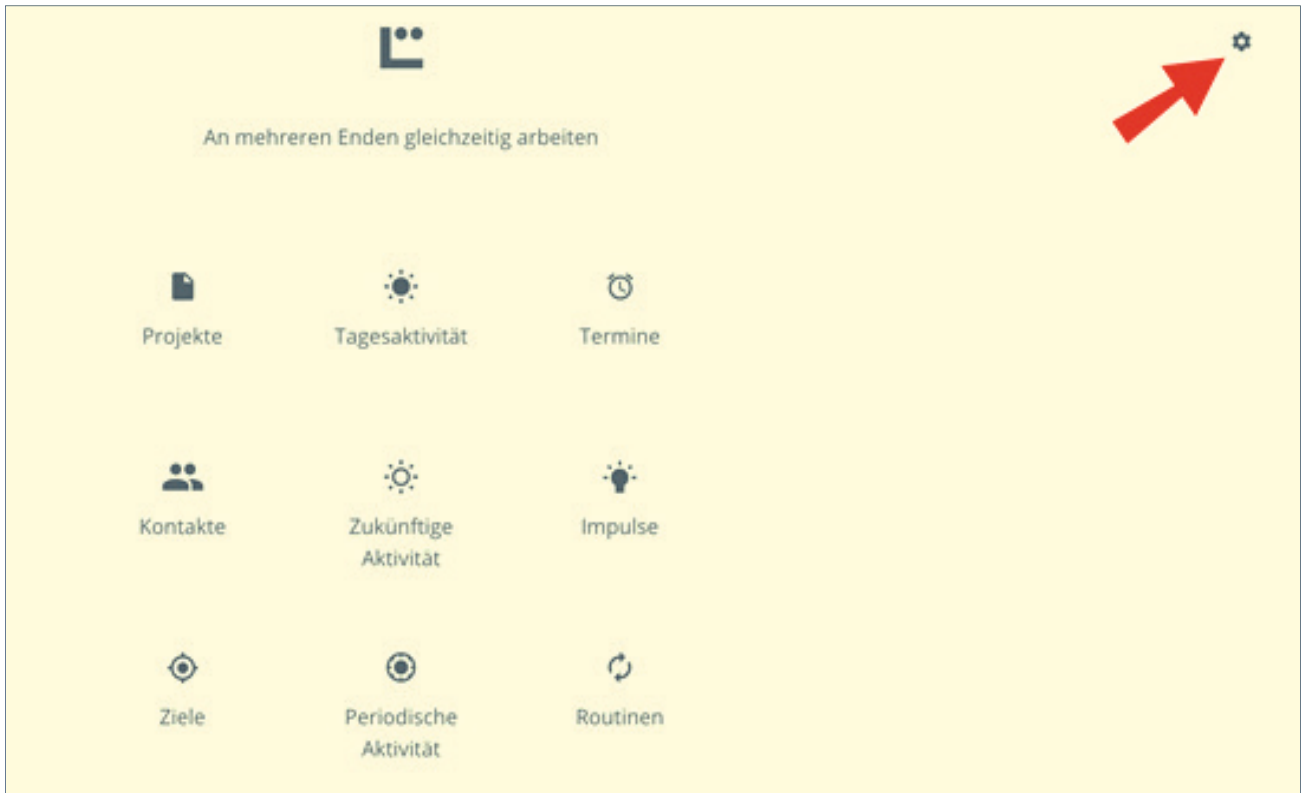 An mehreren Enden gleichzeitig arbeiten
Projekte
Tagesaktivität
Termine
Kontakte
Zukünftige
Aktivität
Impulse
Ziele
Periodische
Aktivität
Routinen